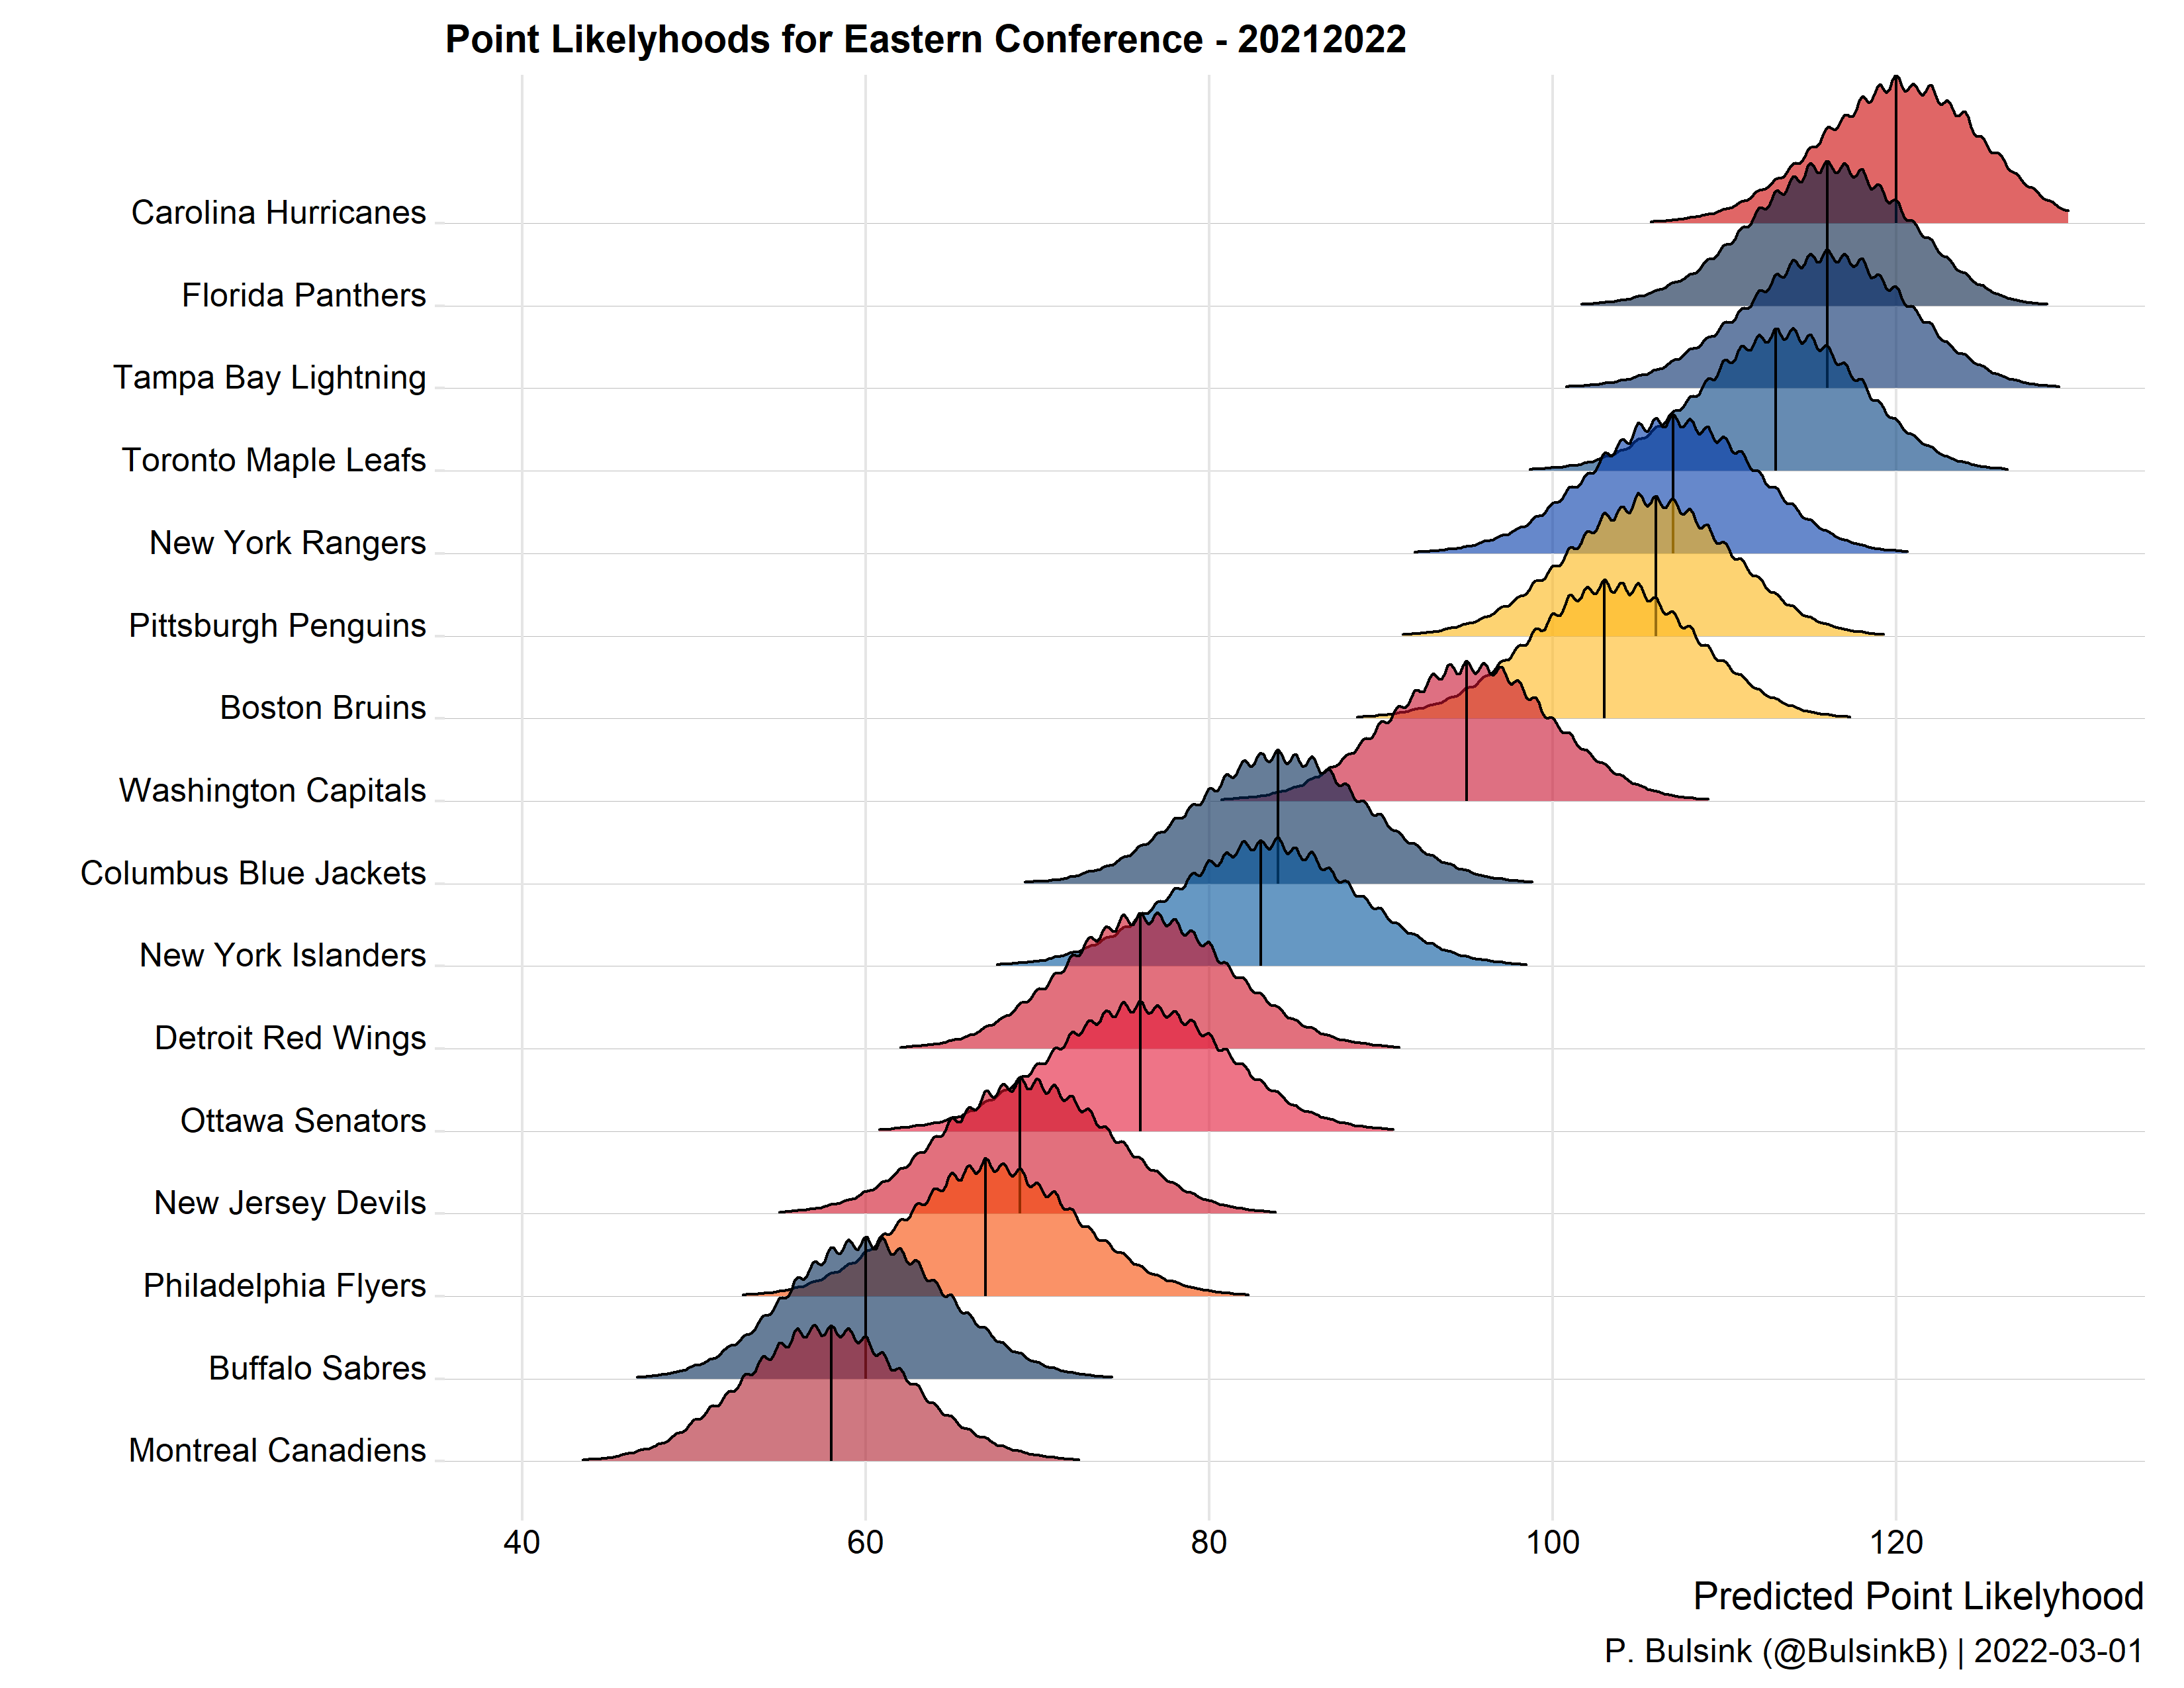 Point Likelyhoods for Eastern Conference - 20212022
Carolina Hurricanes
Florida Panthers
Tampa Bay Lightning
Toronto Maple Leafs
New York Rangers
Pittsburgh Penguins
Boston Bruins
Washington Capitals
Columbus Blue Jackets
New York Islanders
Detroit Red Wings
Ottawa Senators
New Jersey Devils
Philadelphia Flyers
Buffalo Sabres
Montreal Canadiens
40 60 80 100 120
Predicted Point Likelyhood
P. Bulsink (@BulsinkB) | 2022-03-01